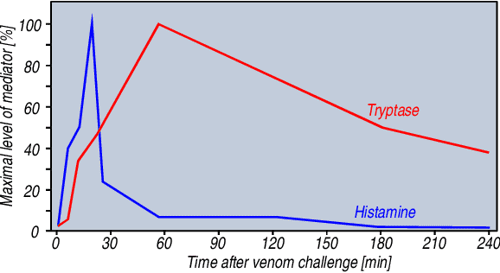 Maximal level of mediator [%]
100
80
60
40
20
0
Tryptase
Histamine
0 30 60 90 120 150 180 210 240
Time after venom challenge [min]